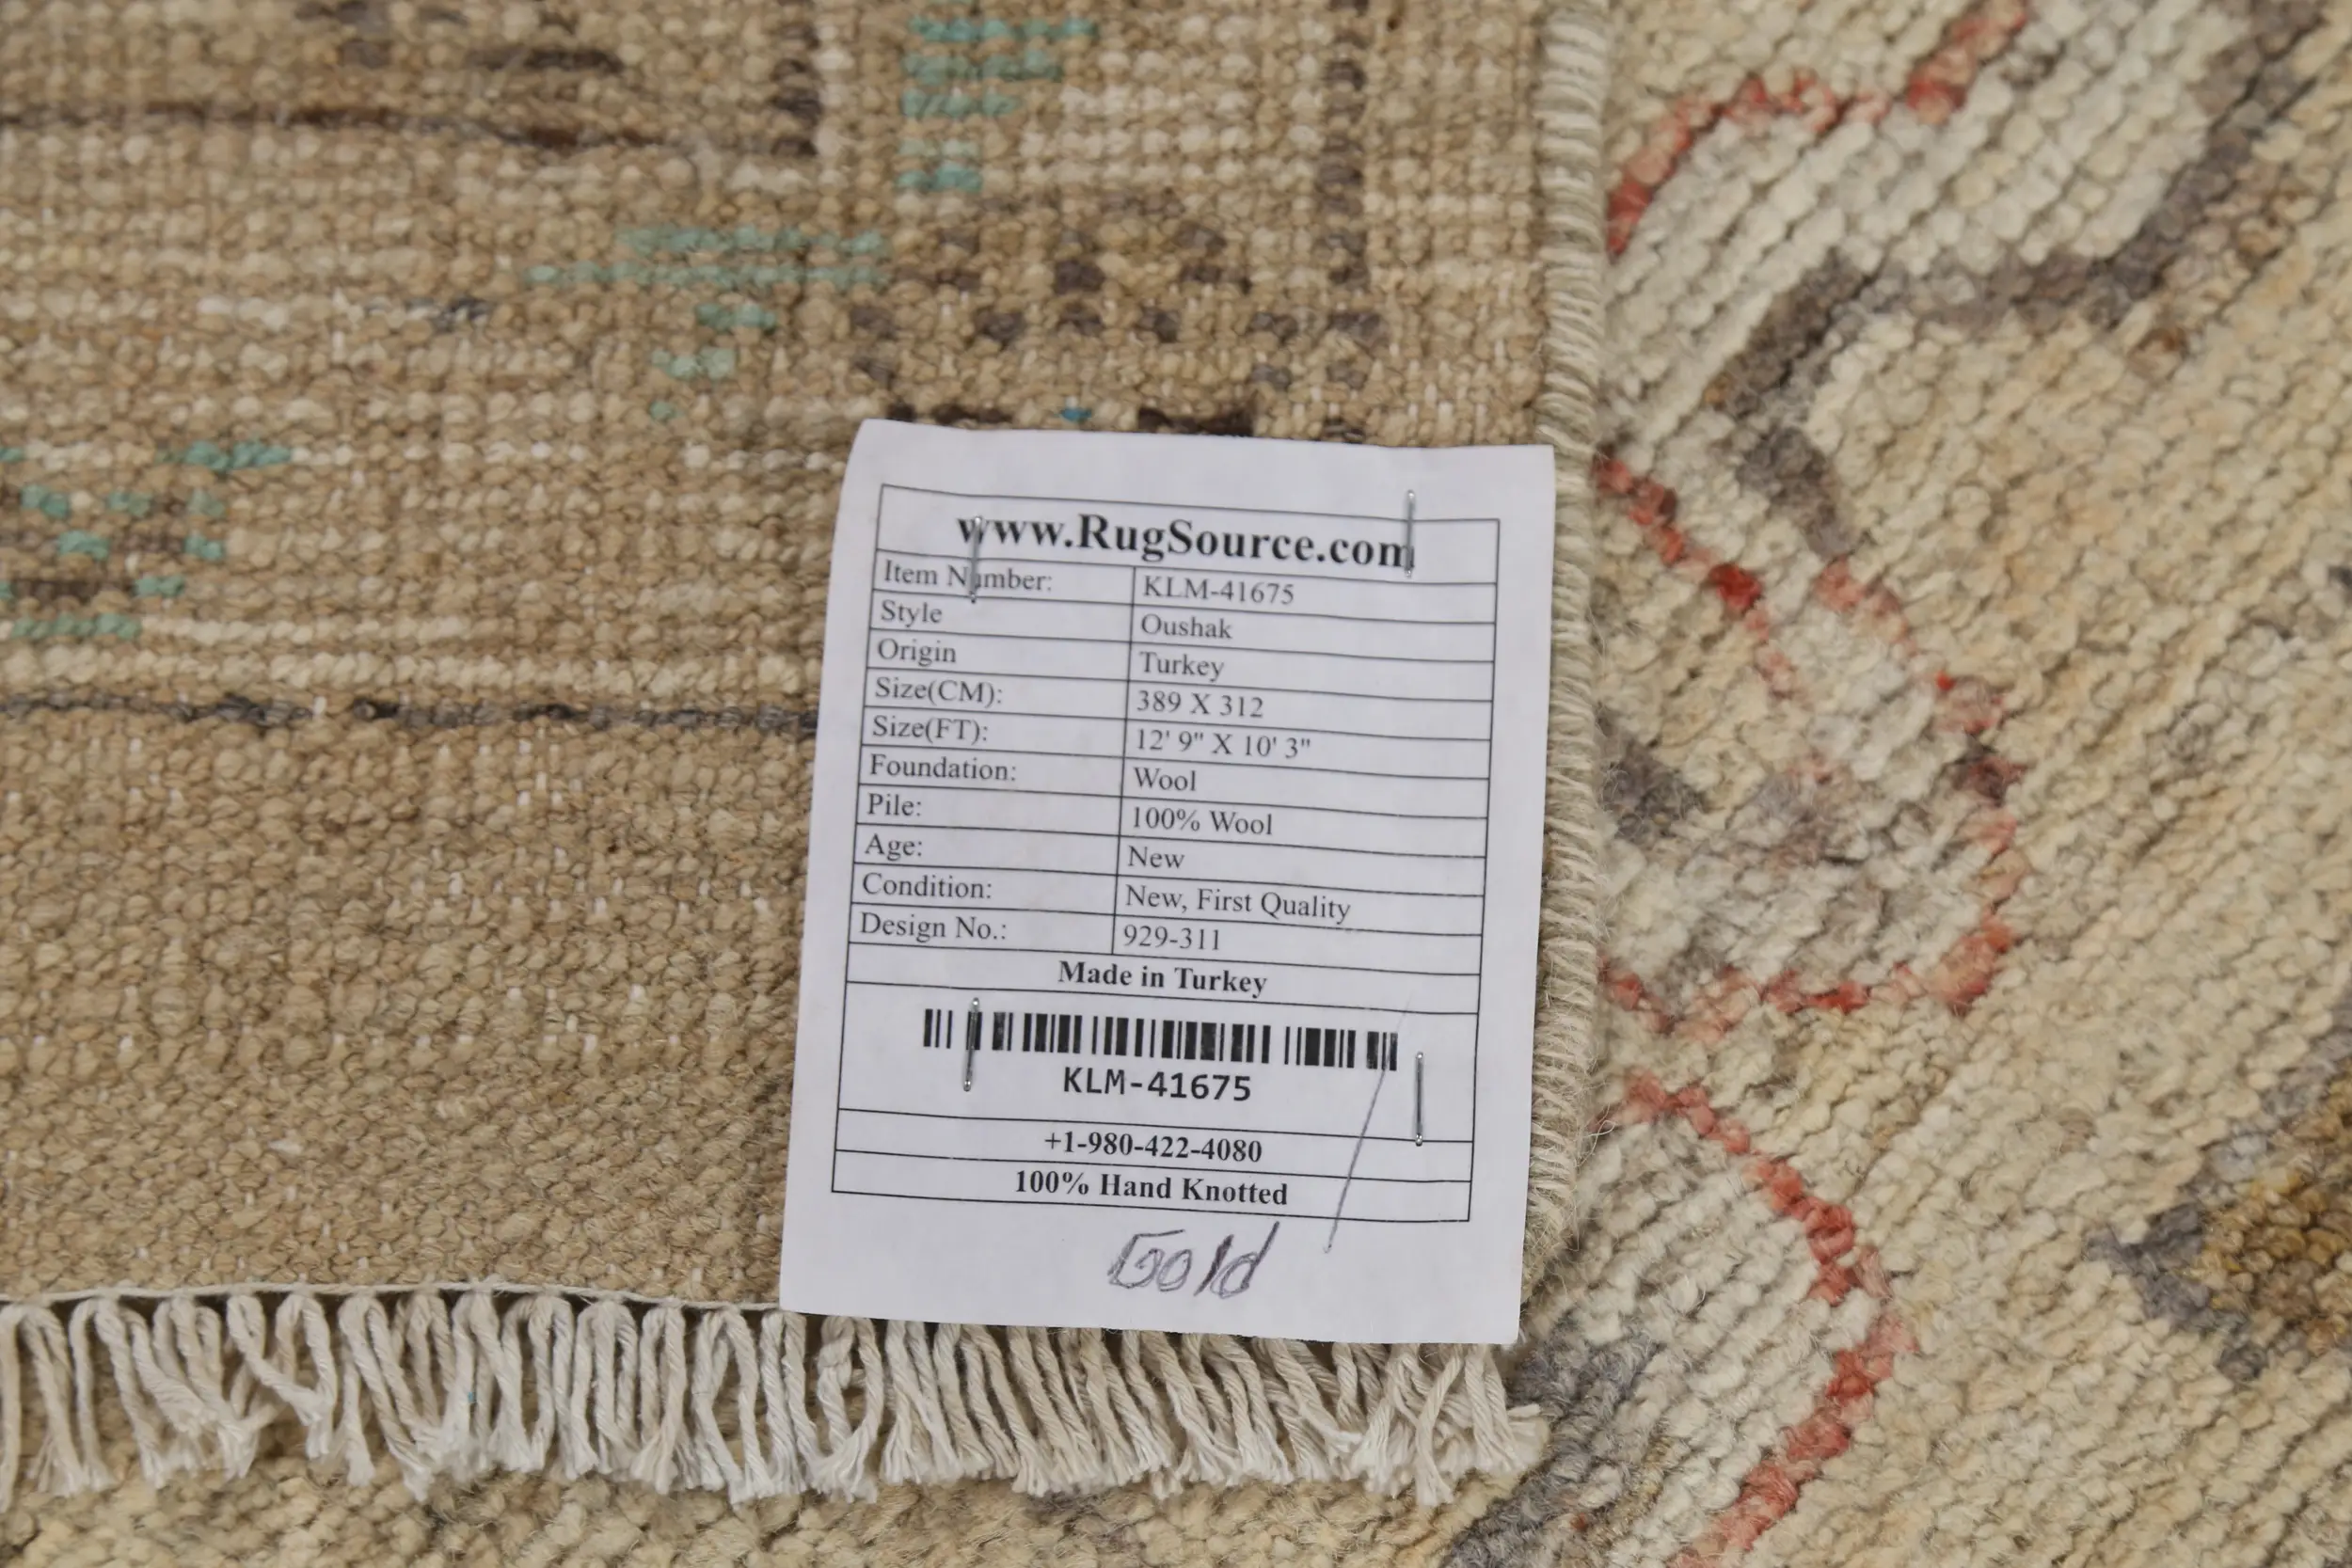 www.RugSource.com
Item Number: KLM-41675
Style Oushak
Origin Turkey
Size(CM): 389 X 312
Size(FT): 12' 9" X 10' 3"
Foundation: Wool
Pile: 100% Wool
Age: New
Condition: New, First Quality
Design No.: 929-311
Made in Turkey
KLM-41675
+1-980-422-4080
100% Hand Knotted
Gold